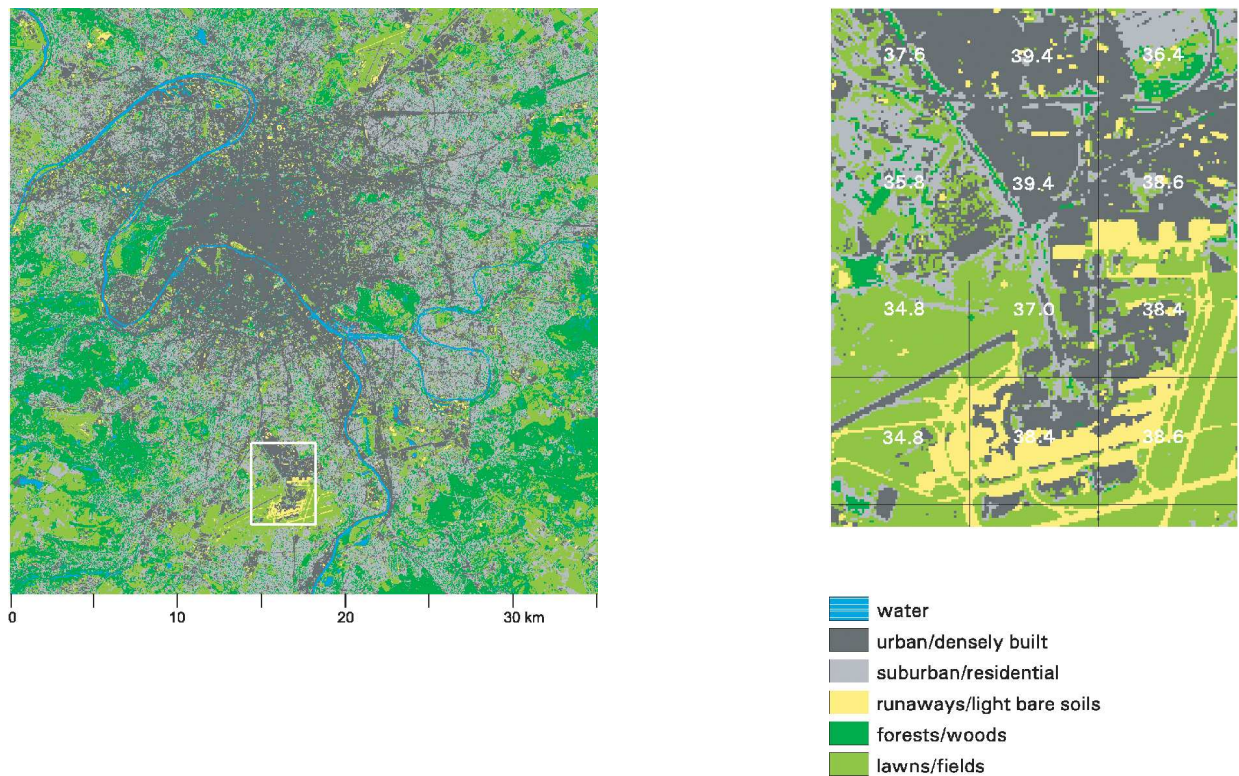 37.6 39.4 36.4
35.8 39.4 38.6
34.8 37.0 38.4
34.8 38.4 38.6
0 10 20 30 km
water
urban/densely built
suburban/residential
runaways/light bare soils
forests/woods
lawns/fields